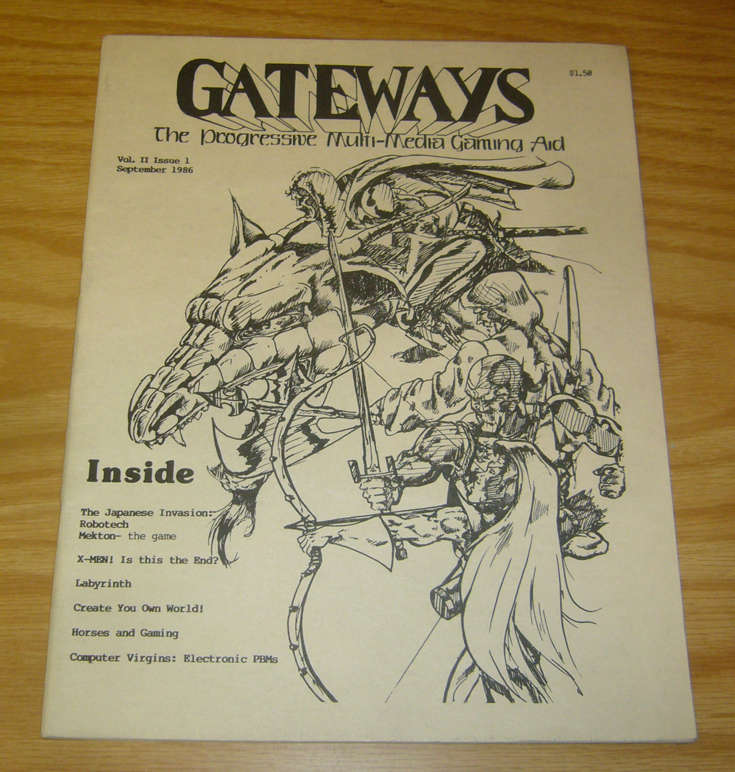 GATEWAYS
$1.50
The Progressive Multi-Media Gaming Aid
Vol. II Issue 1
September 1986
Inside
The Japanese Invasion:-
Robotech
Mekton- the game
X-MEN! Is this the End?
Labyrinth
Create You Own World!
Horses and Gaming
Computer Virgins: Electronic PBMs